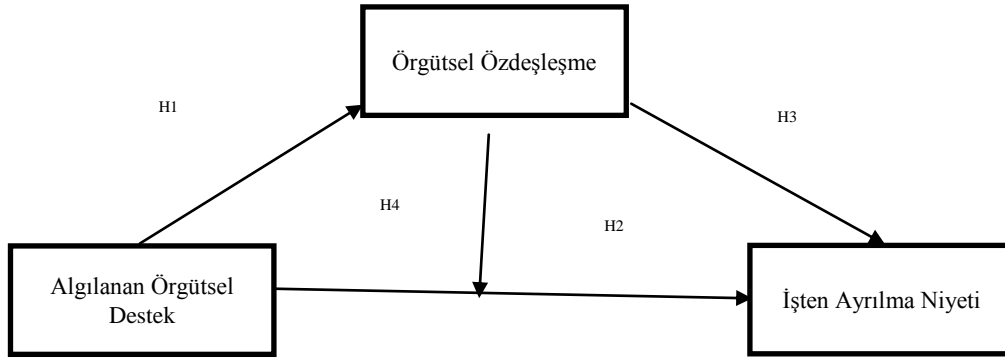 Örgütsel Özdeşleşme
H1
H3
H4
H2
Algılanan Örgütsel
Destek
İşten Ayrılma Niyeti